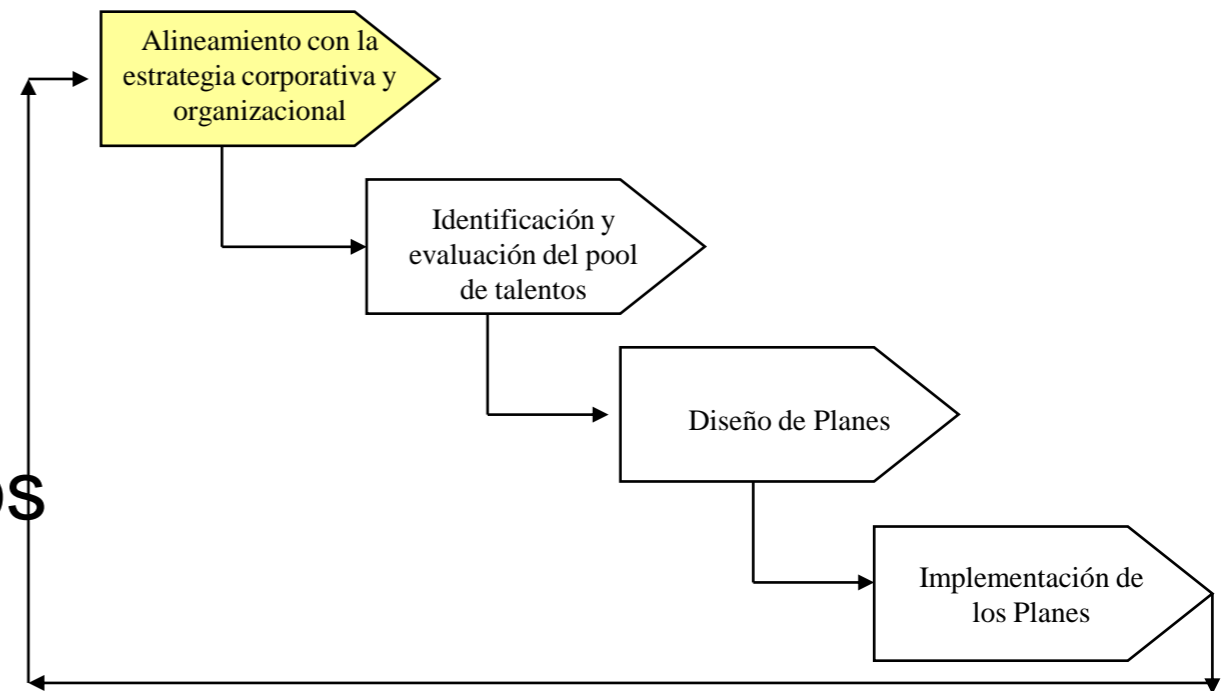 Alineamiento con la
estrategia corporativa y
organizacional
Identificación y
evaluación del pool
de talentos
Diseño de Planes
Implementación de
los Planes